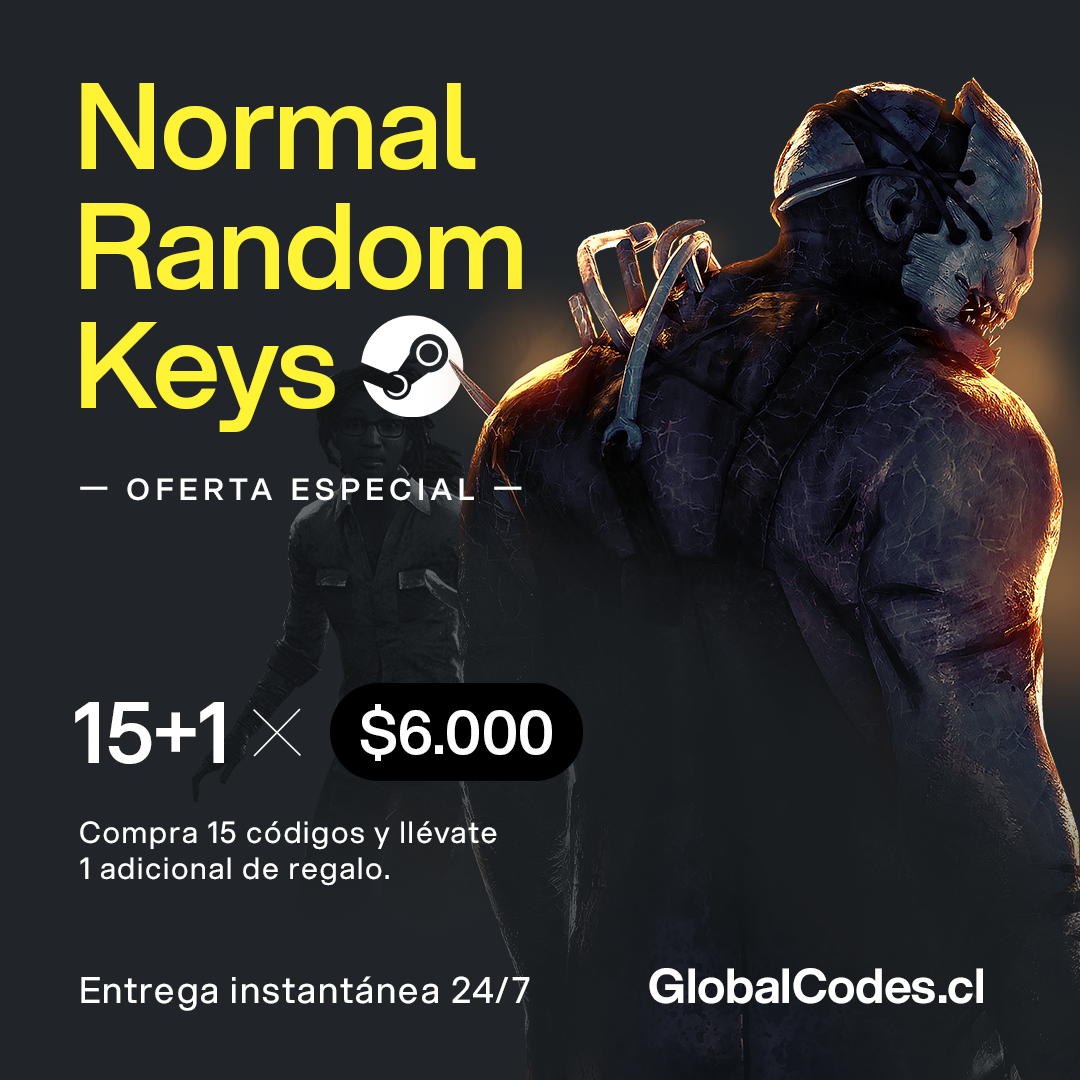 Normal
Random
Keys
— OFERTA ESPECIAL —
15+1 × $6.000
Compra 15 códigos y llévate
1 adicional de regalo.
Entrega instantánea 24/7
GlobalCodes.cl